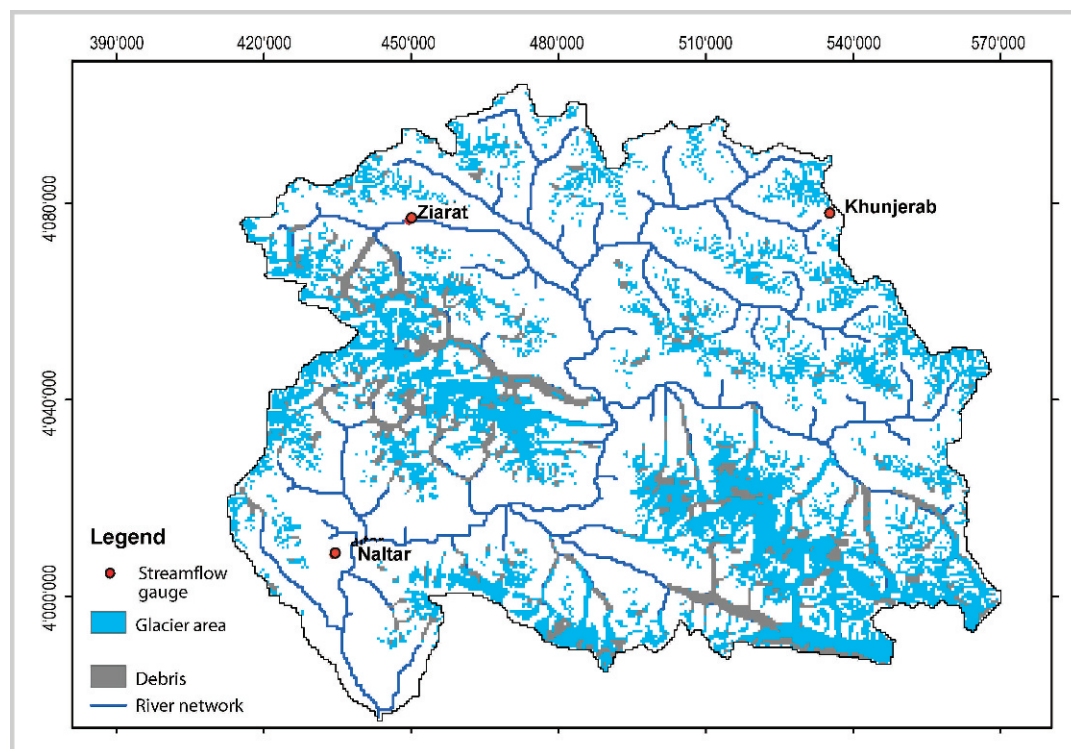 390'000 420'000 450'000 480'000 510'000 540'000 570'000
4'080'000
4'040'000
4'000'000
Ziarat
Khunjerab
Naltar
Legend
Streamflow
gauge
Glacier area
Debris
River network